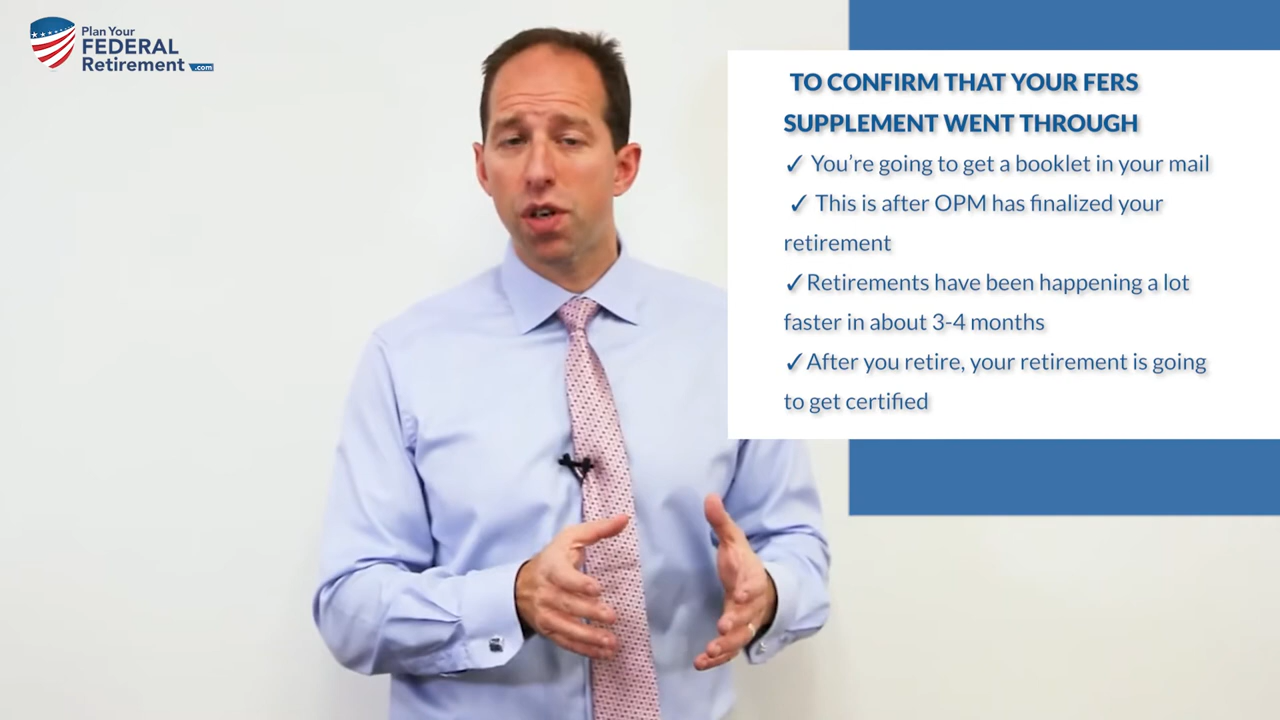 Plan Your
FEDERAL
Retirement .com
TO CONFIRM THAT YOUR FERS
SUPPLEMENT WENT THROUGH
✓ You're going to get a booklet in your mail
✓ This is after OPM has finalized your
retirement
✓Retirements have been happening a lot
faster in about 3-4 months
✓After you retire, your retirement is going
to get certified